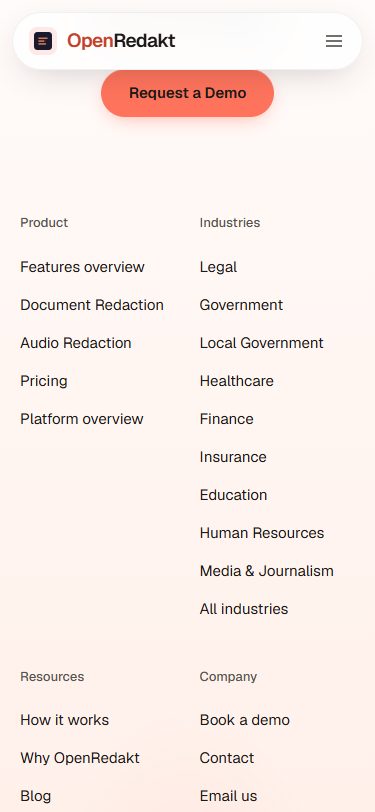 OpenRedakt
Request a Demo
Product
Features overview
Document Redaction
Audio Redaction
Pricing
Platform overview
Industries
Legal
Government
Local Government
Healthcare
Finance
Insurance
Education
Human Resources
Media & Journalism
All industries
Resources
How it works
Why OpenRedakt
Blog
Company
Book a demo
Contact
Email us